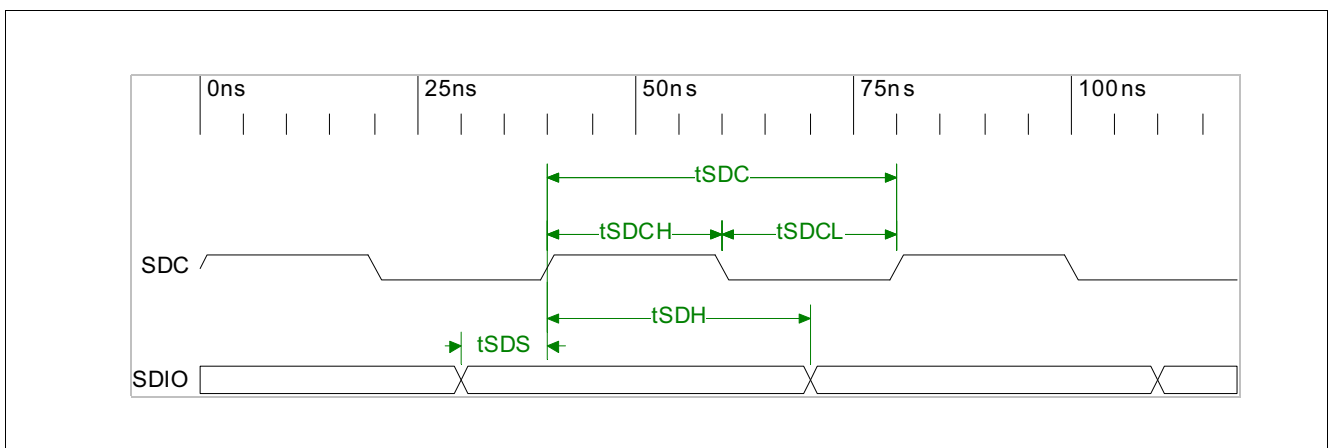 0ns 25ns 50ns 75ns 100ns
tSDC
tSDCH tSDCL
SDC
tSDH
tSDS
SDIO